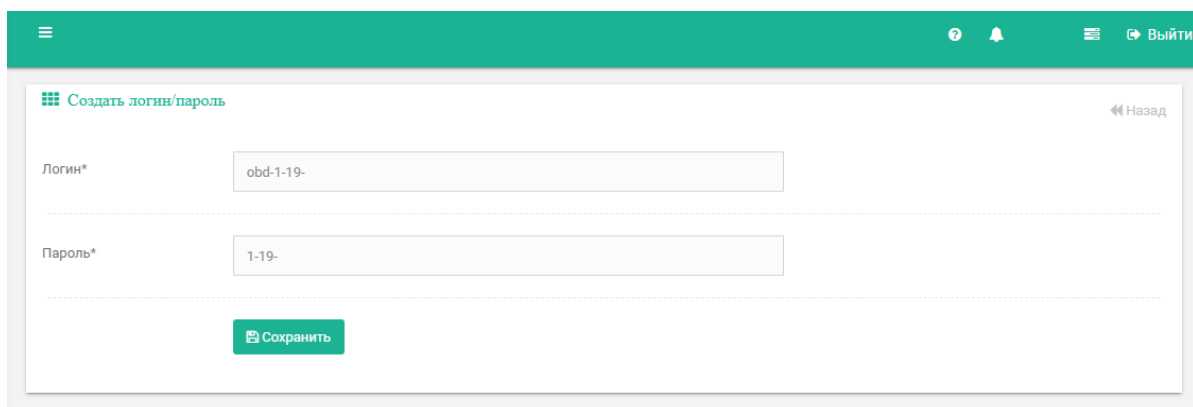 Выйти
Создать логин/пароль
Назад
Логин*
obd-1-19-
Пароль*
1-19-
Сохранить